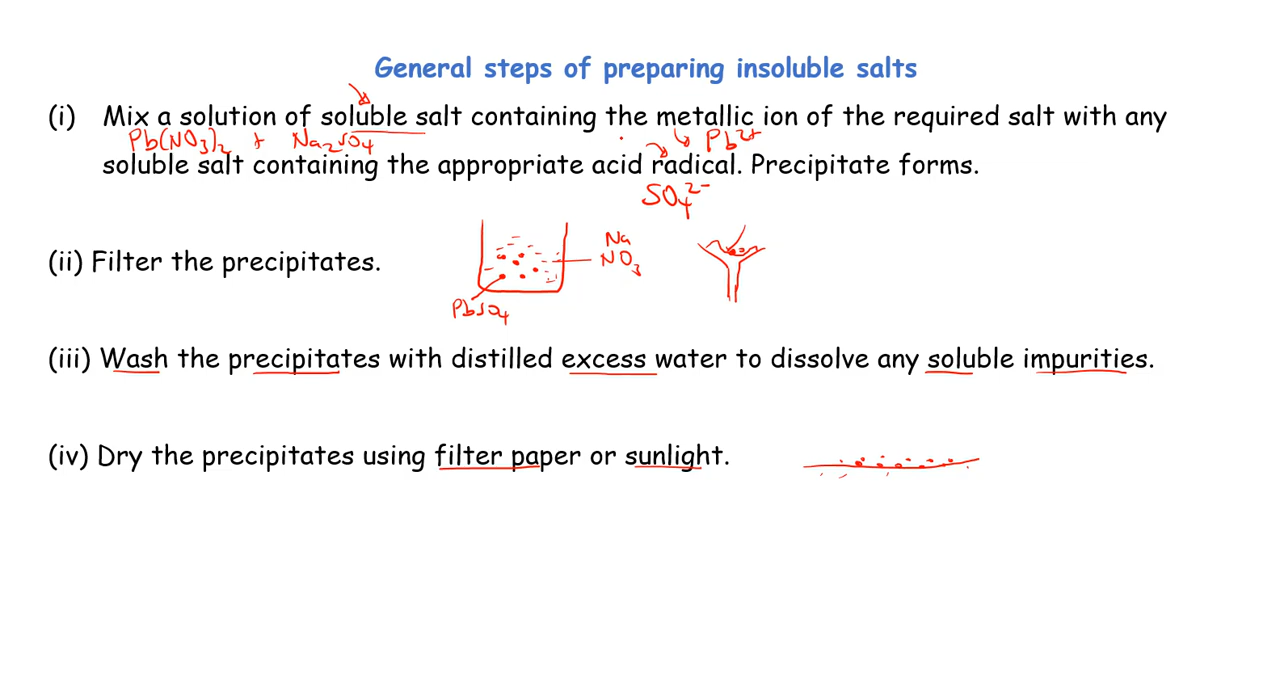 General steps of preparing insoluble salts
(i) Mix a solution of soluble salt containing the metallic ion of the required salt with any
Pb(NO3)2 + Na2SO4 Pb2+
soluble salt containing the appropriate acid radical. Precipitate forms.
SO4 2-
Na
(ii) Filter the precipitates. NO3
PbSO4
(iii) Wash the precipitates with distilled excess water to dissolve any soluble impurities.
(iv) Dry the precipitates using filter paper or sunlight.